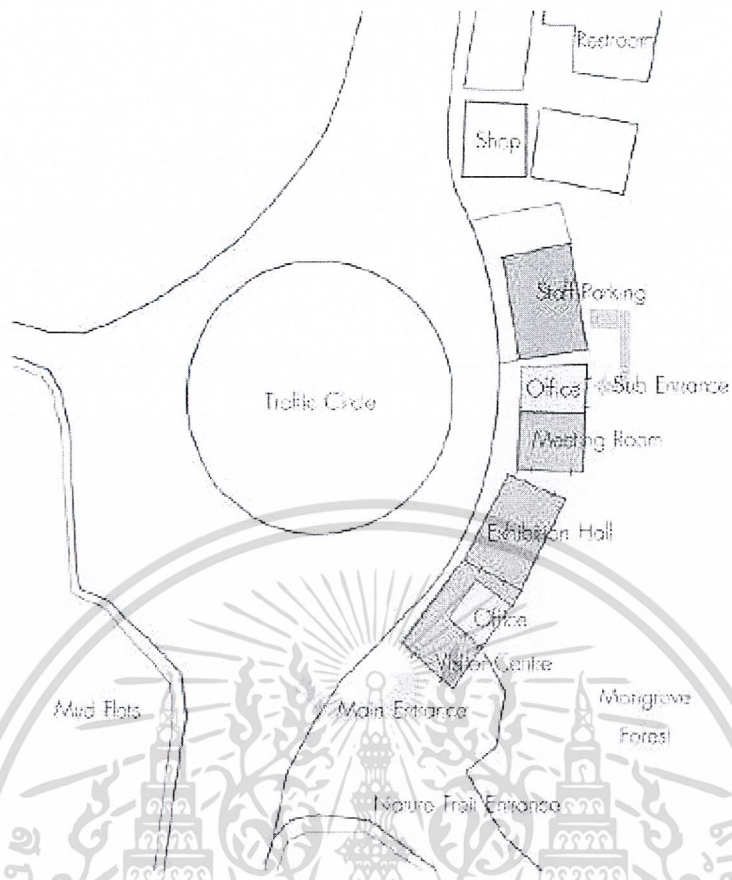 Restroom
Shop
Staff Parking
Office
Sub Entrance
Traffic Circle
Meeting Room
Exhibition Hall
Office
Visitor Centre
Mud Flats
Main Entrance
Mangrove
Forest
Nature Trail Entrance